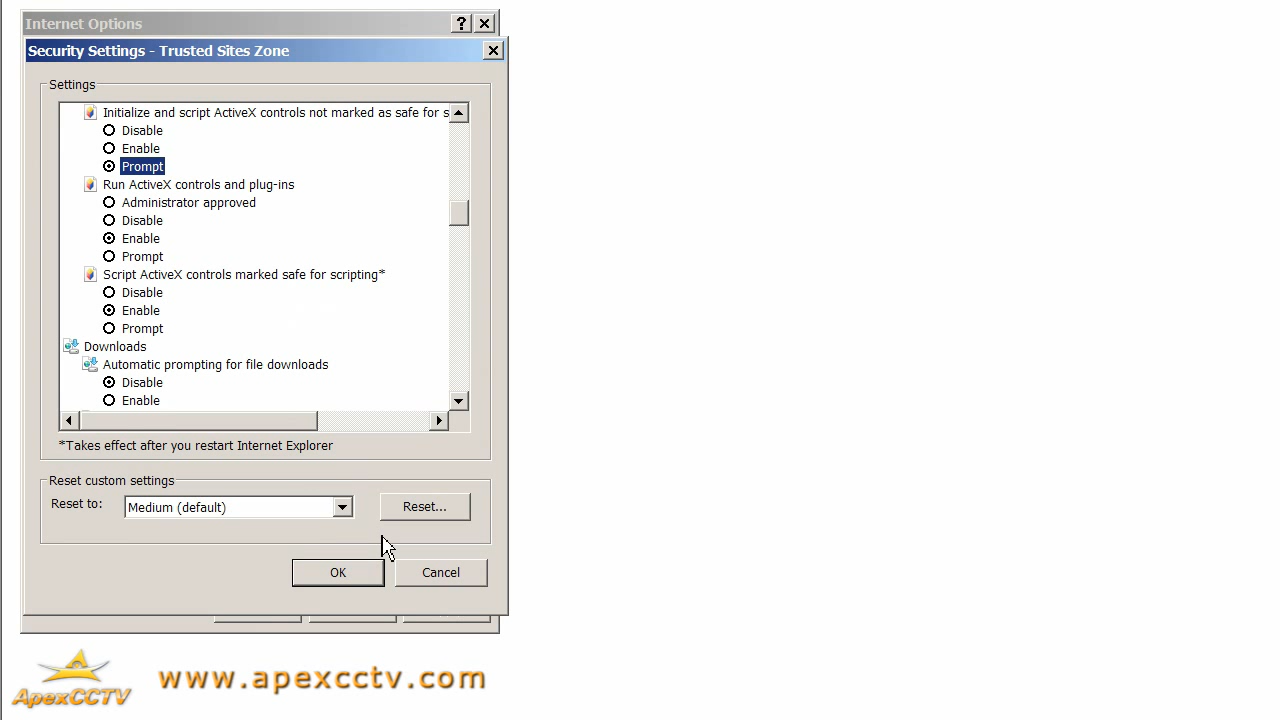 Internet Options
Security Settings - Trusted Sites Zone
Settings
Initialize and script ActiveX controls not marked as safe for s
Disable
Enable
Prompt
Run ActiveX controls and plug-ins
Administrator approved
Disable
Enable
Prompt
Script ActiveX controls marked safe for scripting*
Disable
Enable
Prompt
Downloads
Automatic prompting for file downloads
Disable
Enable
*Takes effect after you restart Internet Explorer
Reset custom settings
Reset to: Medium (default) Reset...
OK Cancel
ApexCCTV www.apexcctv.com